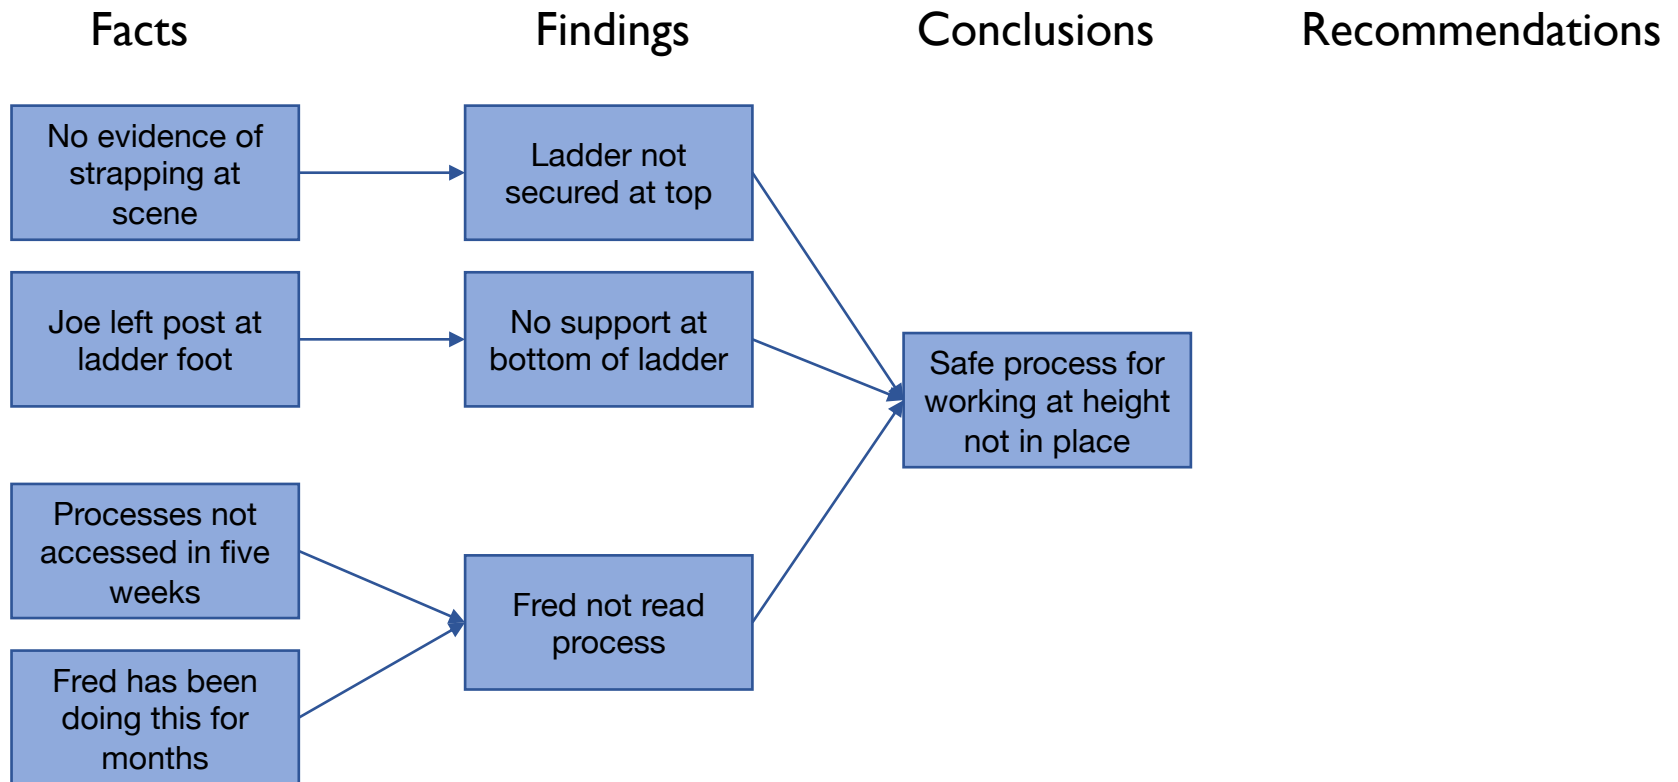 Facts
Findings
Conclusions
Recommendations
No evidence of
strapping at
scene
Ladder not
secured at top
Joe left post at
ladder foot
No support at
bottom of ladder
Safe process for
working at height
not in place
Processes not
accessed in five
weeks
Fred not read
process
Fred has been
doing this for
months